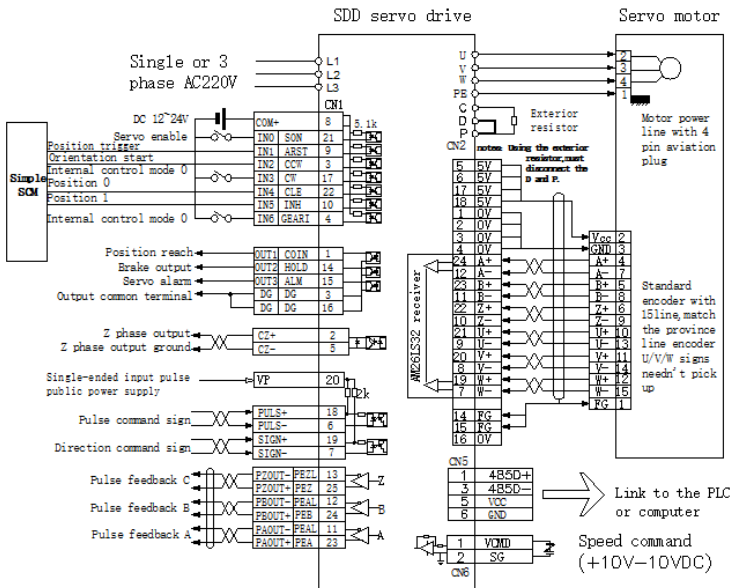 SDD servo drive
Servo motor
Single or 3
phase AC220V
L1
L2
L3
CN1
DC 12~24V
COM+ 8
5.1k
Servo enable
IN0 SON 21
Position trigger
IN1 ARST 9
Orientation start
IN2 CCW 3
Internal control mode 0
IN3 CW 17
Position 0
IN4 CLE 22
Position 1
IN5 INH 10
Internal control mode 0
IN6 GEARI 4
Simple
SCM
Position reach
OUT1 COIN 1
Brake output
OUT2 HOLD 14
Servo alarm
OUT3 ALM 15
Output common terminal
DG DG 3
DG DG 16
Z phase output
CZ+ 2
Z phase output ground
CZ- 5
Single-ended input pulse
public power supply
VP 20
2k
Pulse command sign
PULS+ 18
PULS- 6
Direction command sign
SIGN+ 19
SIGN- 7
Pulse feedback C
PZOUT- PEZL 13
PZOUT+ PEZ 25
Z
Pulse feedback B
PBOUT- PEAL 12
PBOUT+ PEB 24
B
Pulse feedback A
PAOUT- PEAL 11
PAOUT+ PEA 23
A
U
V
W
PE
C
D
P
CN2
Exterior
resistor
notes: Using the exterior
resistor,must
disconnect the
D and P.
2
3
4
1
Motor power
line with 4
pin aviation
plug
5 5V
6 5V
17 5V
18 5V
1 0V
2 0V
3 0V
4 0V
24 A+
12 A-
23 B+
11 B-
22 Z+
10 Z-
21 U+
9 U-
20 V+
8 V-
19 W+
7 W-
14 FG
15 FG
16 0V
AM26LS32 receiver
Vcc 2
GND 3
A+ 4
A- 7
B+ 5
B- 8
Z+ 6
Z- 9
U+ 10
U- 13
V+ 11
V- 14
W+ 12
W- 15
FG 1
Standard
encoder with
15line,match
the province
line encoder
U/V/W signs
needn't pick
up
CN5
1 485D+
3 485D-
5 VCC
6 GND
Link to the PLC
or computer
1 VCMD
2 SG
CN6
Speed command
(+10V-10VDC)